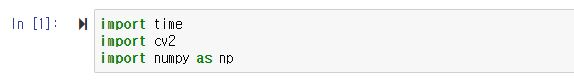 In [1]: import time
import cv2
import numpy as np